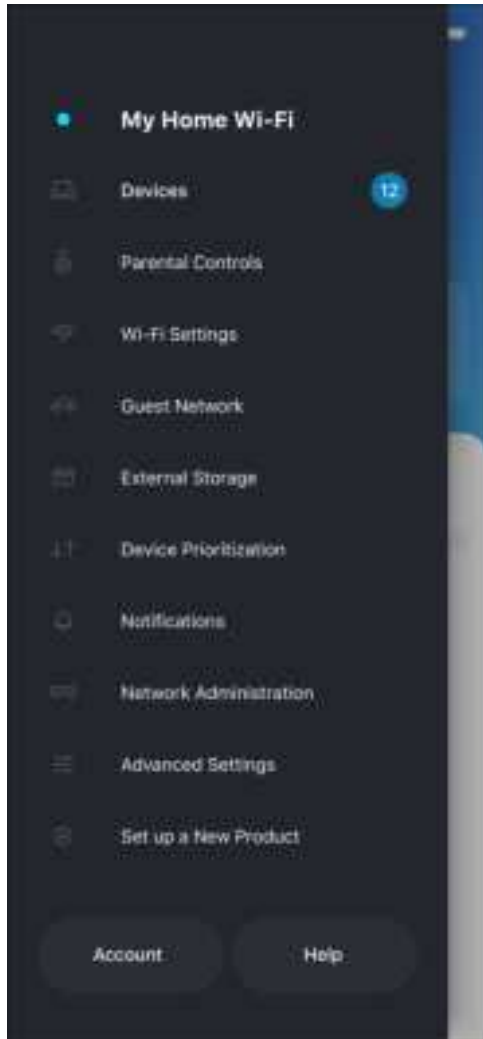 My Home Wi-Fi
Devices 12
Parental Controls
Wi-Fi Settings
Guest Network
External Storage
Device Prioritization
Notifications
Network Administration
Advanced Settings
Set up a New Product
Account Help